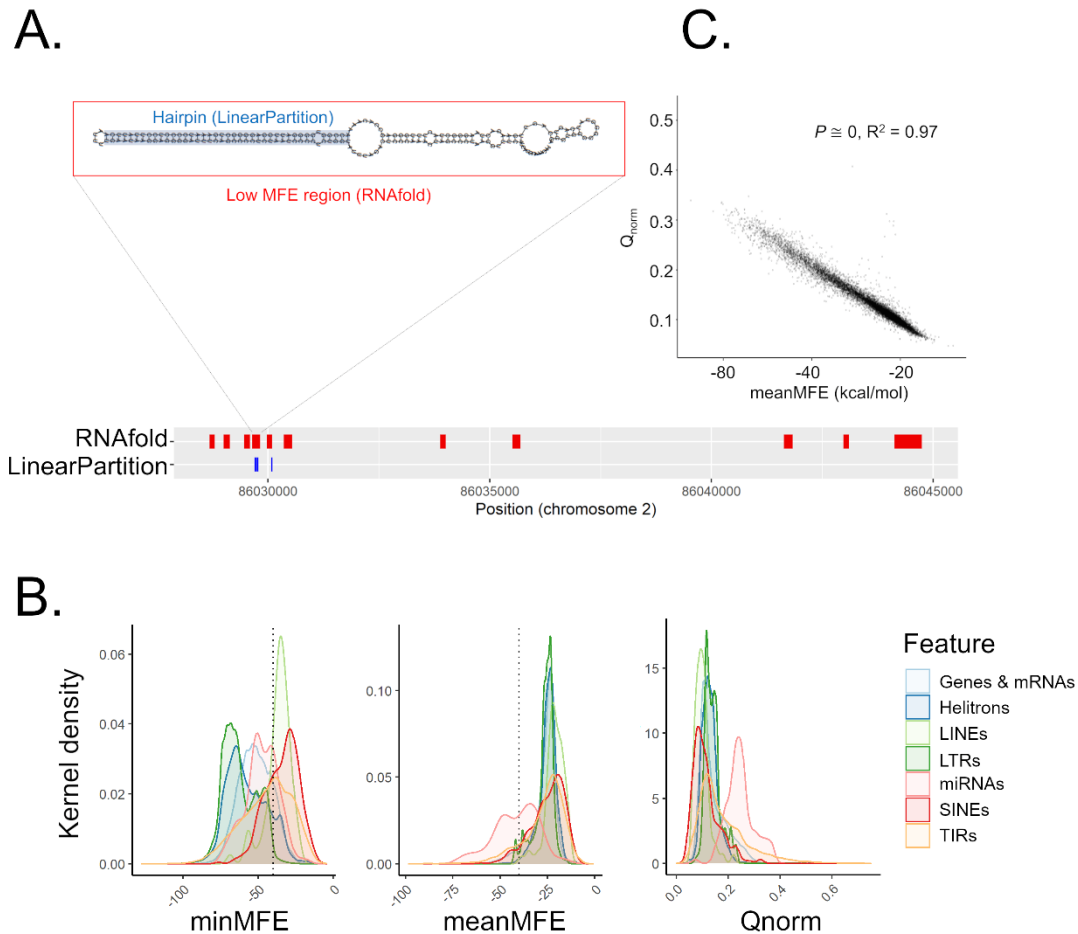 A.
Hairpin (LinearPartition)
Low MFE region (RNAfold)
RNAfold
LinearPartition
86030000
86035000
86040000
86045000
Position (chromosome 2)
C.
P ≅ 0, R² = 0.97
0.5
0.4
0.3
0.2
0.1
Qnorm
-80
-40
-20
meanMFE (kcal/mol)
B.
Kernel density
0.06
0.04
0.02
0.00
-100
-50
0
minMFE
0.10
0.05
0.00
-100
-75
-50
-25
0
meanMFE
15
10
5
0
0.0
0.2
0.4
0.6
Qnorm
Feature
Genes & mRNAs
Helitrons
LINEs
LTRs
miRNAs
SINEs
TIRs